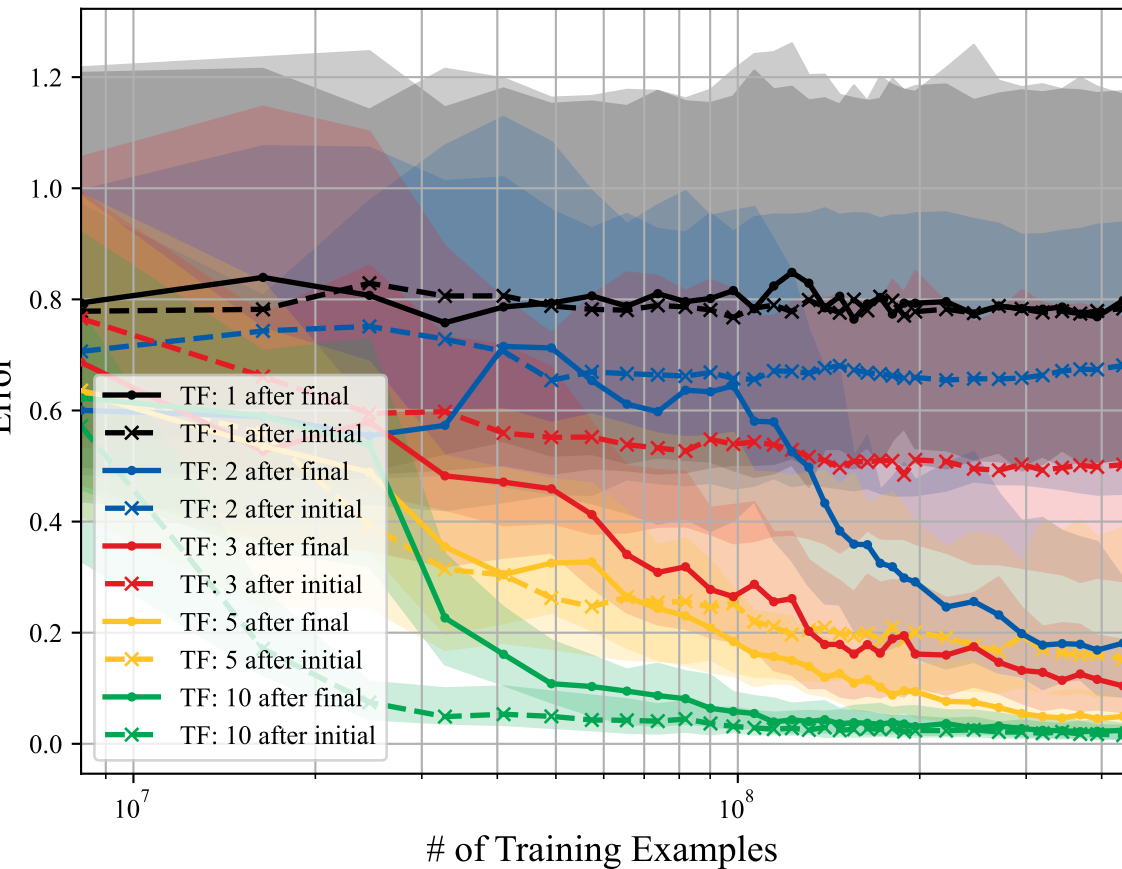 1.2
1.0
0.8
0.6
0.4
0.2
0.0
Error
TF: 1 after final
TF: 1 after initial
TF: 2 after final
TF: 2 after initial
TF: 3 after final
TF: 3 after initial
TF: 5 after final
TF: 5 after initial
TF: 10 after final
TF: 10 after initial
10⁷
10⁸
# of Training Examples